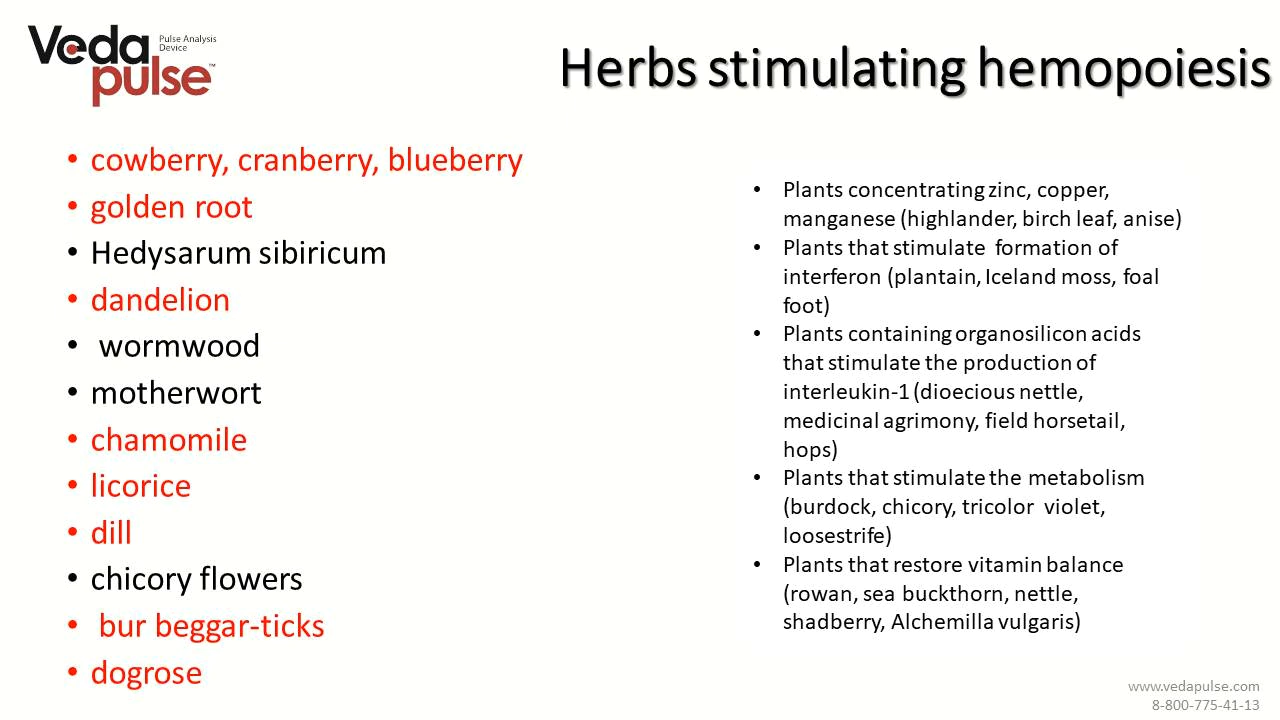 Veda
pulse™
Pulse Analysis
Device
Herbs stimulating hemopoiesis
• cowberry, cranberry, blueberry
• golden root
• Hedysarum sibiricum
• dandelion
• wormwood
• motherwort
• chamomile
• licorice
• dill
• chicory flowers
• bur beggar-ticks
• dogrose
• Plants concentrating zinc, copper,
manganese (highlander, birch leaf, anise)
• Plants that stimulate formation of
interferon (plantain, Iceland moss, foal
foot)
• Plants containing organosilicon acids
that stimulate the production of
interleukin-1 (dioecious nettle,
medicinal agrimony, field horsetail,
hops)
• Plants that stimulate the metabolism
(burdock, chicory, tricolor violet,
loosestrife)
• Plants that restore vitamin balance
(rowan, sea buckthorn, nettle,
shadberry, Alchemilla vulgaris)
www.vedapulse.com
8-800-775-41-13